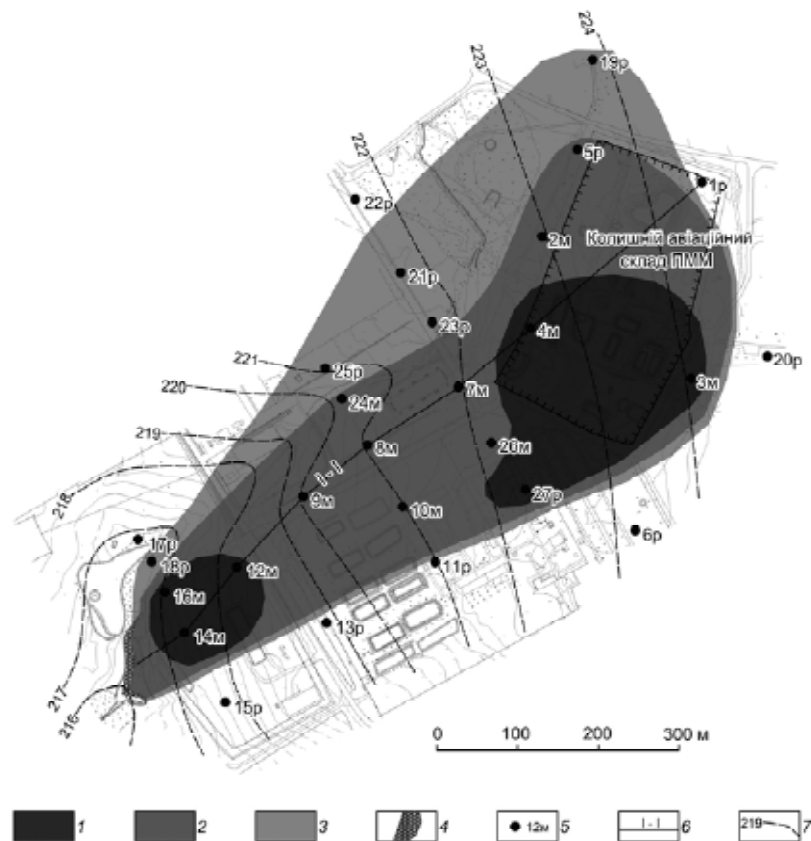 224
223
19р
5р
222
1р
22р
2м
Колишній авіаційний
склад ПММ
21р
23р
4м
20р
221
25р
3м
220
24м
7м
219
8м
26м
I - I
9м
27р
218
10м
6р
17р
11р
18р
12м
16м
14м
13р
217
216
15р
0 100 200 300 м
1 2 3 4 12м 5 I - I 6 219 7